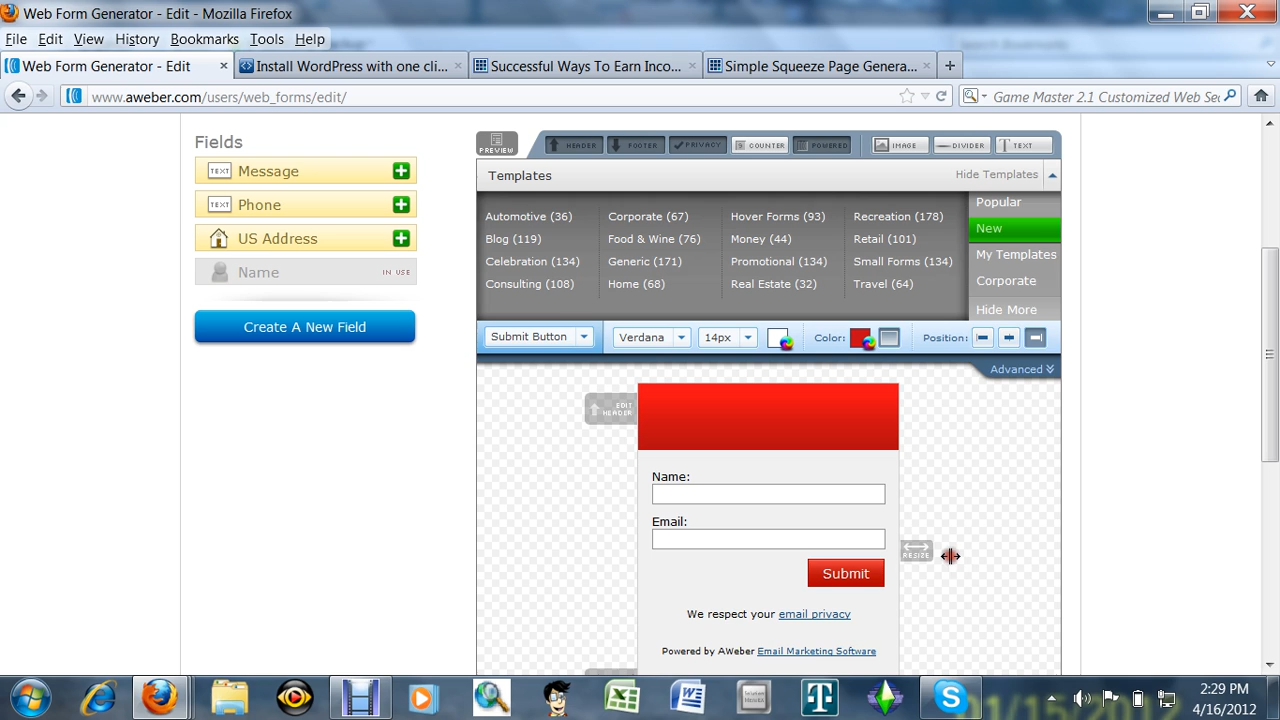 Web Form Generator - Edit - Mozilla Firefox
File Edit View History Bookmarks Tools Help
Web Form Generator - Edit × Install WordPress with one cli... × Successful Ways To Earn Inco... × Simple Squeeze Page Genera... × +
www.aweber.com/users/web_forms/edit/ Game Master 2.1 Customized Web Sea
Fields
TEXT Message
TEXT Phone
US Address
Name IN USE
Create A New Field
PREVIEW HEADER FOOTER PRIVACY COUNTER POWERED IMAGE DIVIDER T TEXT
Templates Hide Templates
Automotive (36) Corporate (67) Hover Forms (93) Recreation (178)
Blog (119) Food & Wine (76) Money (44) Retail (101)
Celebration (134) Generic (171) Promotional (134) Small Forms (134)
Consulting (108) Home (68) Real Estate (32) Travel (64)
Popular
New
My Templates
Corporate
Hide More
Submit Button Verdana 14px Color: Position:
Advanced
EDIT HEADER
Name:
Email:
RESIZE
Submit
We respect your email privacy
Powered by AWeber Email Marketing Software
2:29 PM
4/16/2012